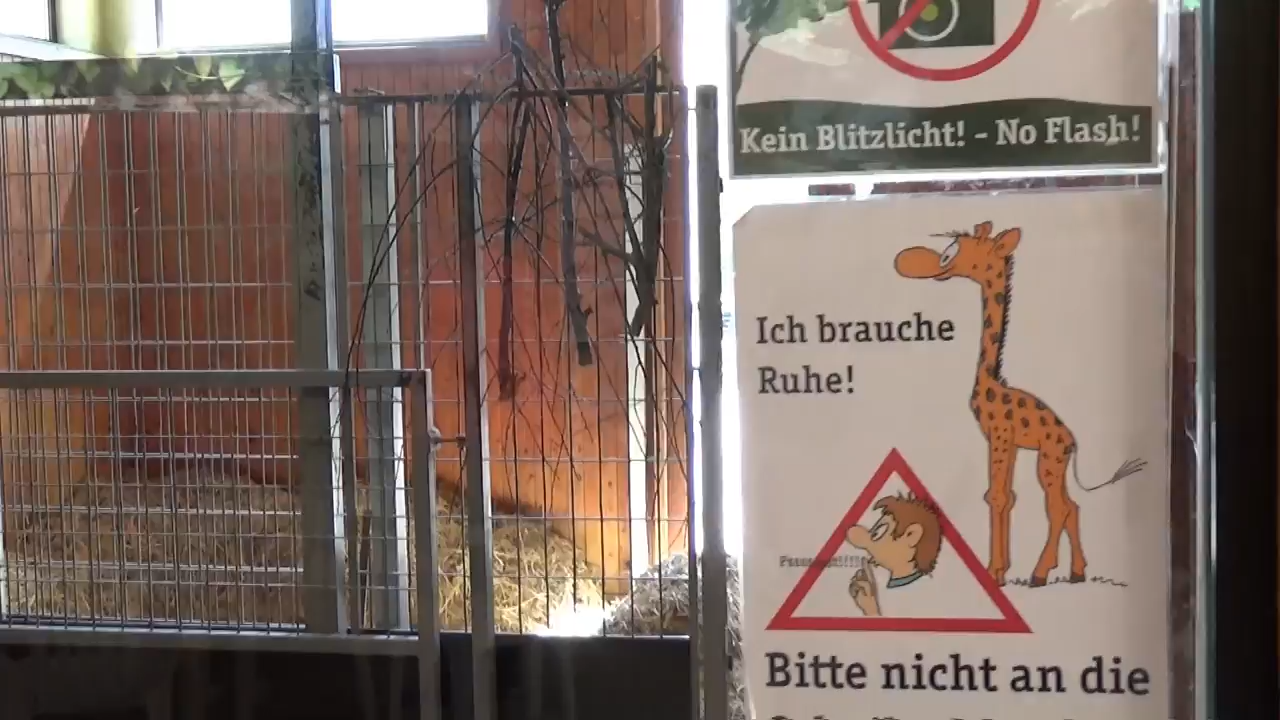 Kein Blitzlicht! - No Flash!
Ich brauche
Ruhe!
Bitte nicht an die